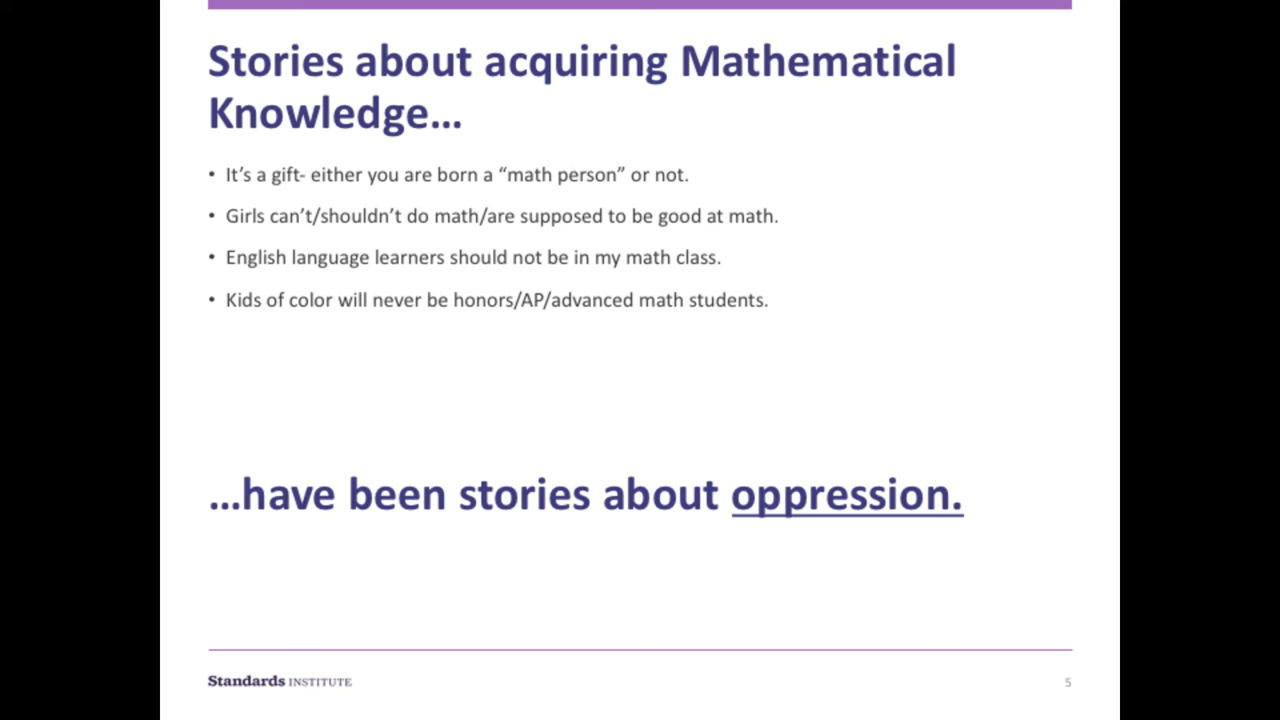 Stories about acquiring Mathematical
Knowledge…
• It’s a gift- either you are born a “math person” or not.
• Girls can’t/shouldn’t do math/are supposed to be good at math.
• English language learners should not be in my math class.
• Kids of color will never be honors/AP/advanced math students.
…have been stories about oppression.
Standards INSTITUTE
5